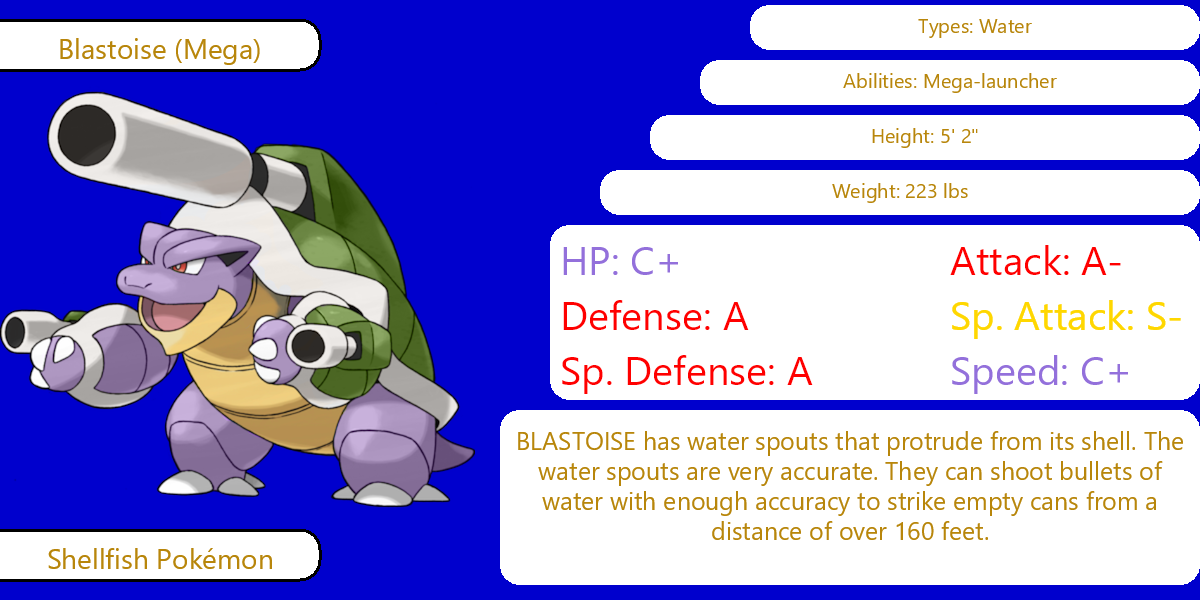 Blastoise (Mega)
Types: Water
Abilities: Mega-launcher
Height: 5' 2"
Weight: 223 lbs
HP: C+
Attack: A-
Defense: A
Sp. Attack: S-
Sp. Defense: A
Speed: C+
BLASTOISE has water spouts that protrude from its shell. The
water spouts are very accurate. They can shoot bullets of
water with enough accuracy to strike empty cans from a
distance of over 160 feet.
Shellfish Pokémon